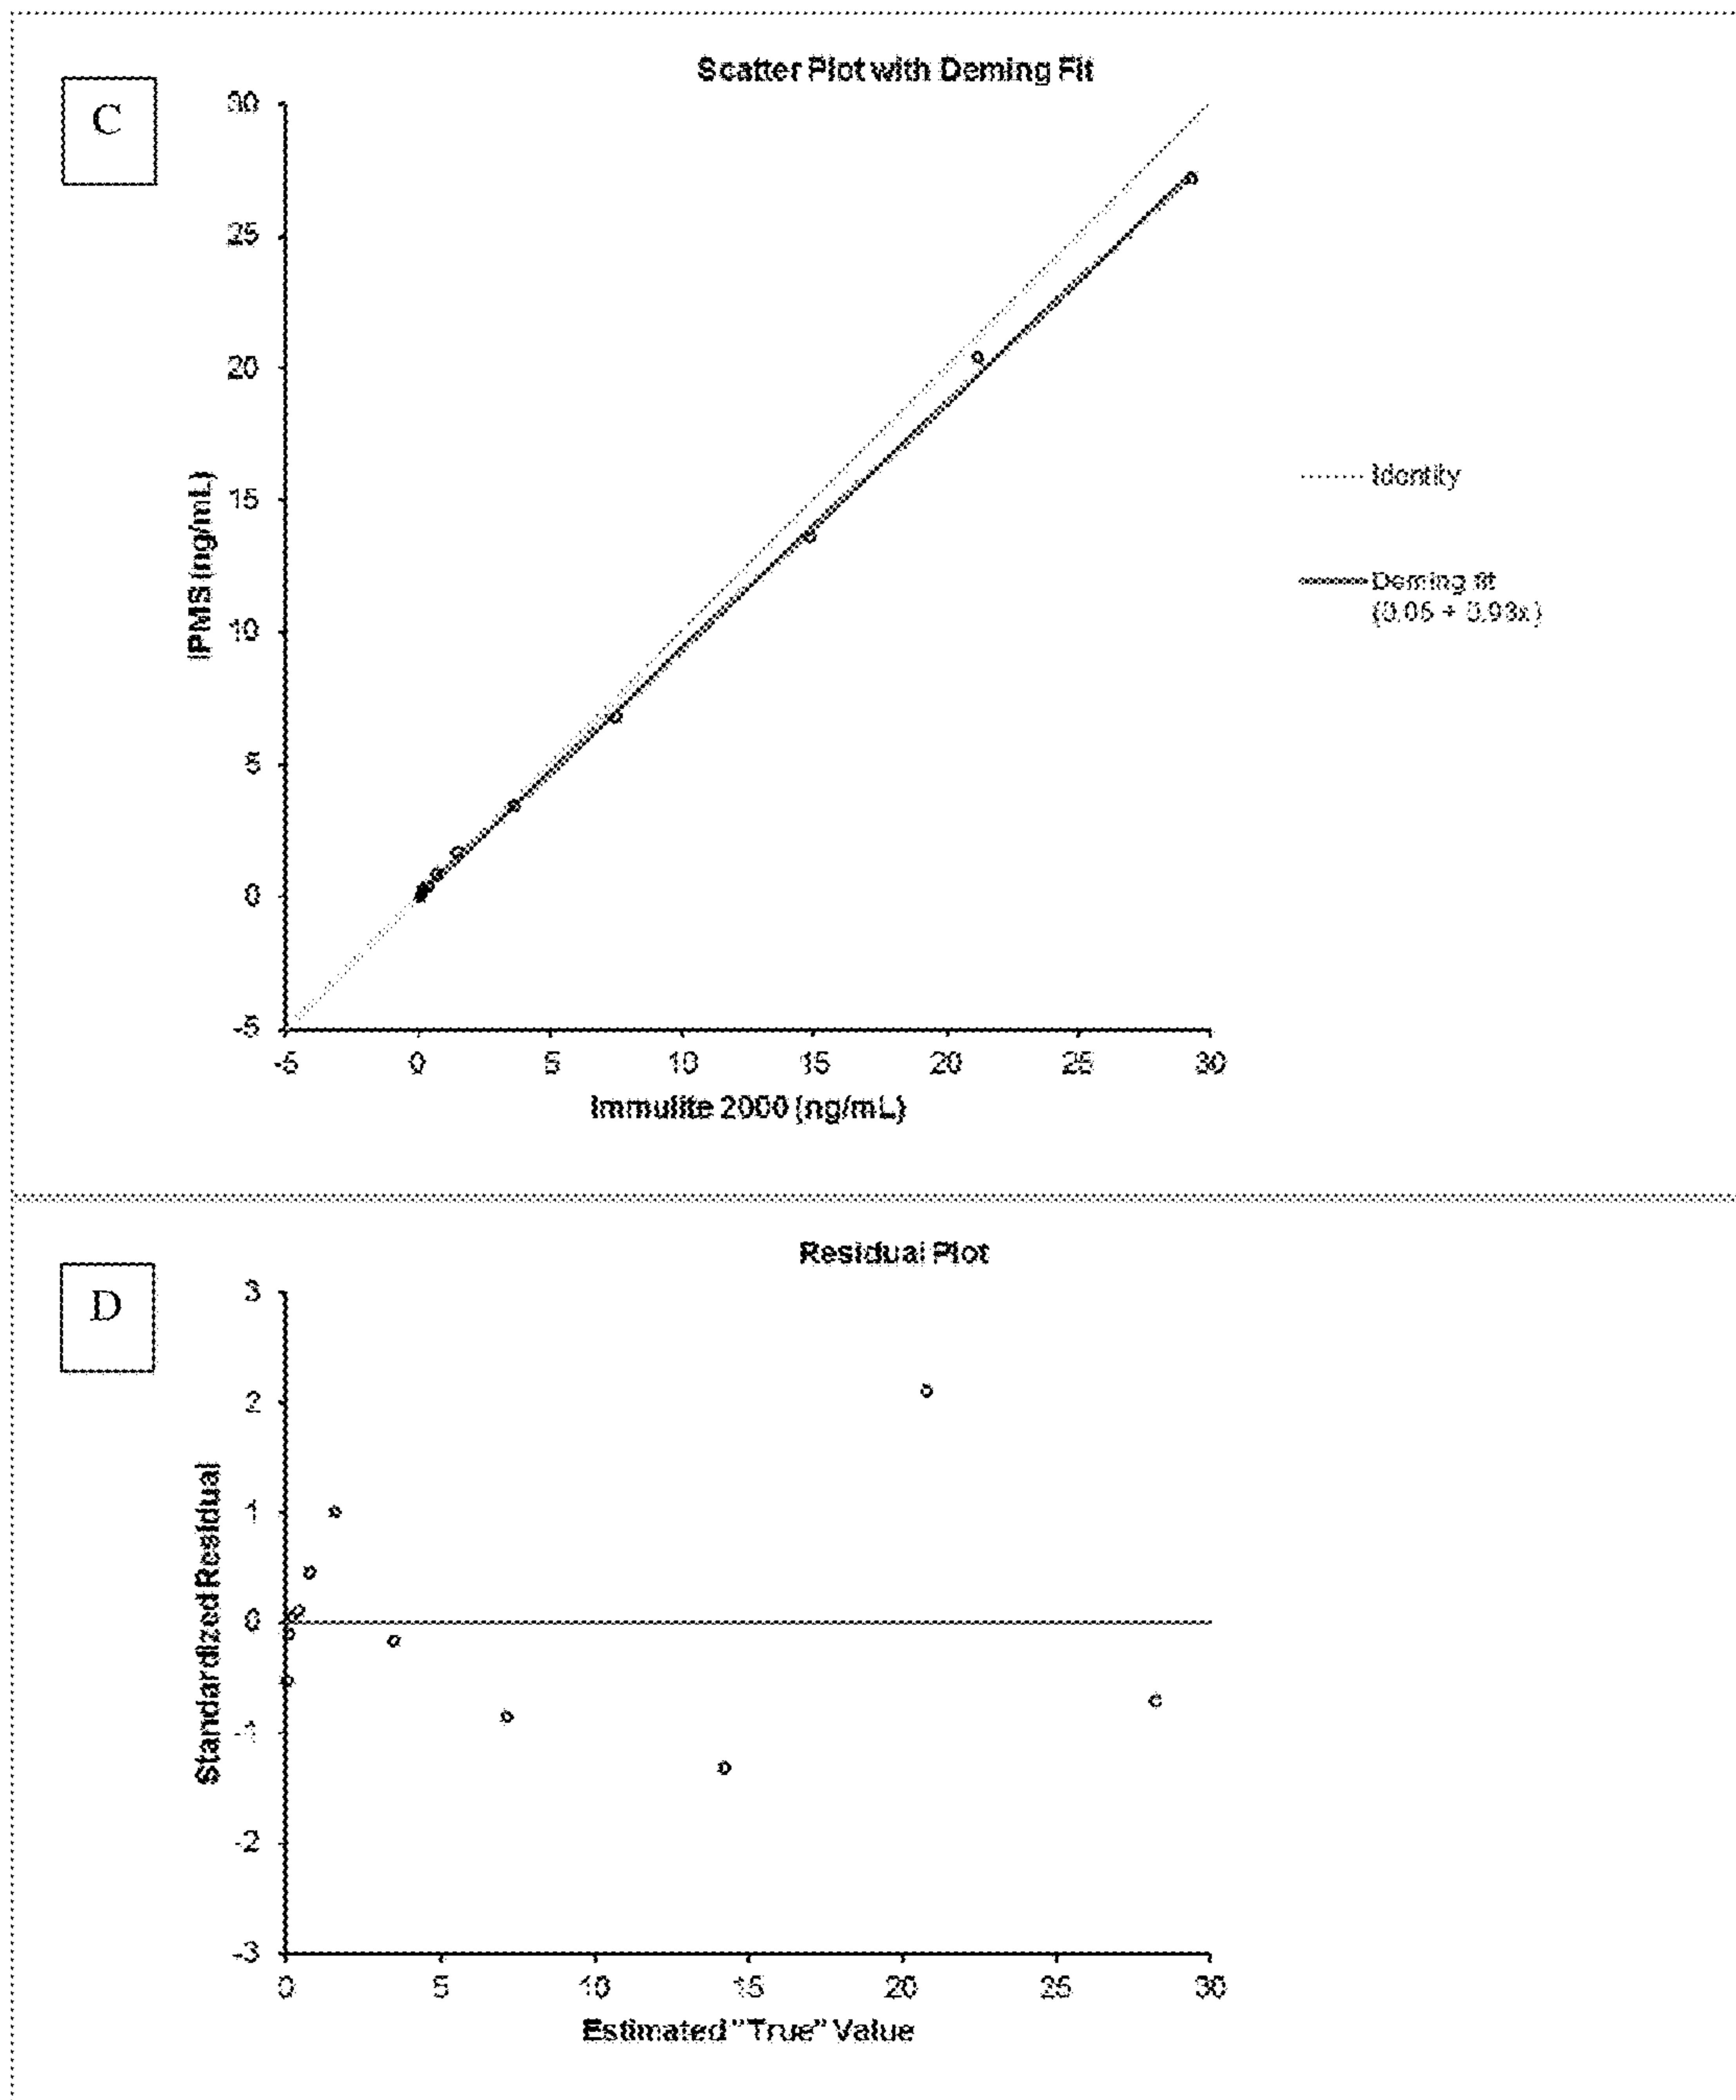 C
Scatter Plot with Deming Fit
30
25
20
15
10
5
0
-5
-5 0 5 10 15 20 25 30
IPMS (ng/mL)
Immulite 2000 (ng/mL)
Identity
Deming fit
(0.05 + 0.93x)
D
Residual Plot
3
2
1
0
-1
-2
-3
0 5 10 15 20 25 30
Standardized Residual
Estimated "True" Value